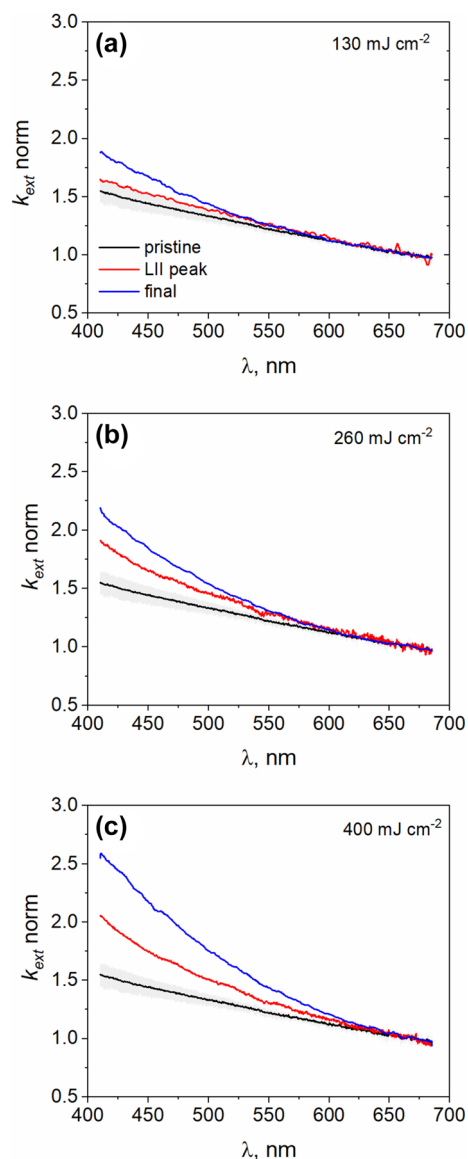 (a)
130 mJ cm-2
3.0
2.5
2.0
1.5
1.0
0.5
kext norm
pristine
LII peak
final
400 450 500 550 600 650 700
λ, nm
(b)
260 mJ cm-2
3.0
2.5
2.0
1.5
1.0
0.5
kext norm
400 450 500 550 600 650 700
λ, nm
(c)
400 mJ cm-2
3.0
2.5
2.0
1.5
1.0
0.5
kext norm
400 450 500 550 600 650 700
λ, nm